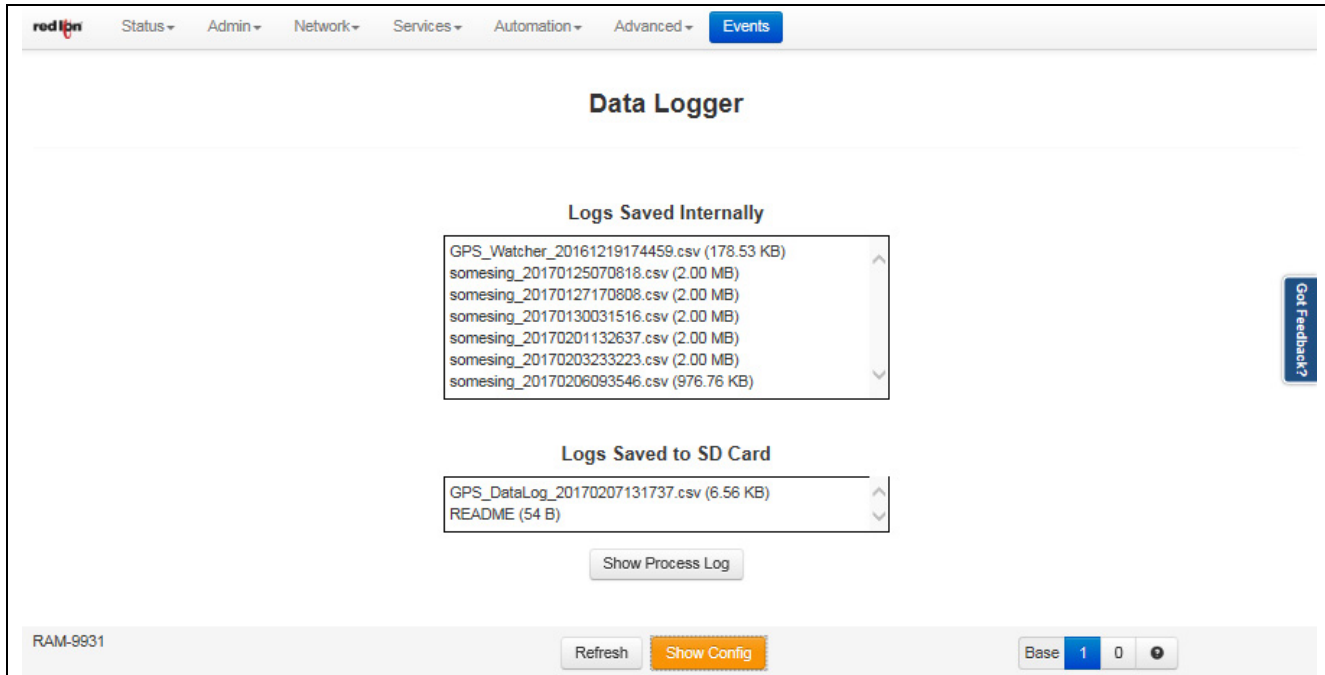 red lion Status Admin Network Services Automation Advanced Events
Data Logger
Logs Saved Internally
GPS_Watcher_20161219174459.csv (178.53 KB)
somesing_20170125070818.csv (2.00 MB)
somesing_20170127170808.csv (2.00 MB)
somesing_20170130031516.csv (2.00 MB)
somesing_20170201132637.csv (2.00 MB)
somesing_20170203233223.csv (2.00 MB)
somesing_20170206093546.csv (976.76 KB)
Got Feedback?
Logs Saved to SD Card
GPS_DataLog_20170207131737.csv (6.56 KB)
README (54 B)
Show Process Log
RAM-9931 Refresh Show Config Base 1 0 ?